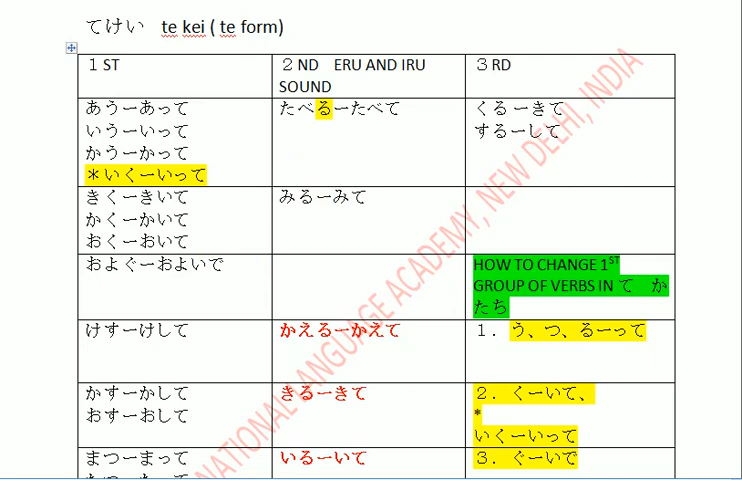 てけい te kei ( te form)
１ST
２ND ERU AND IRU
SOUND
３RD
あうーあって
いうーいって
かうーかって
＊いくーいって
たべるーたべて
くるーきて
するーして
きくーきいて
かくーかいて
おくーおいて
みるーみて
およぐーおよいで
HOW TO CHANGE 1ST
GROUP OF VERBS IN て か
たち
けすーけして
かえるーかえて
１．う、つ、るーって
かすーかして
おすーおして
きるーきて
２．くーいて、
*
いくーいって
まつーまって
いるーいて
３．ぐーいで
NATIONAL LANGUAGE ACADEMY, NEW DELHI, INDIA